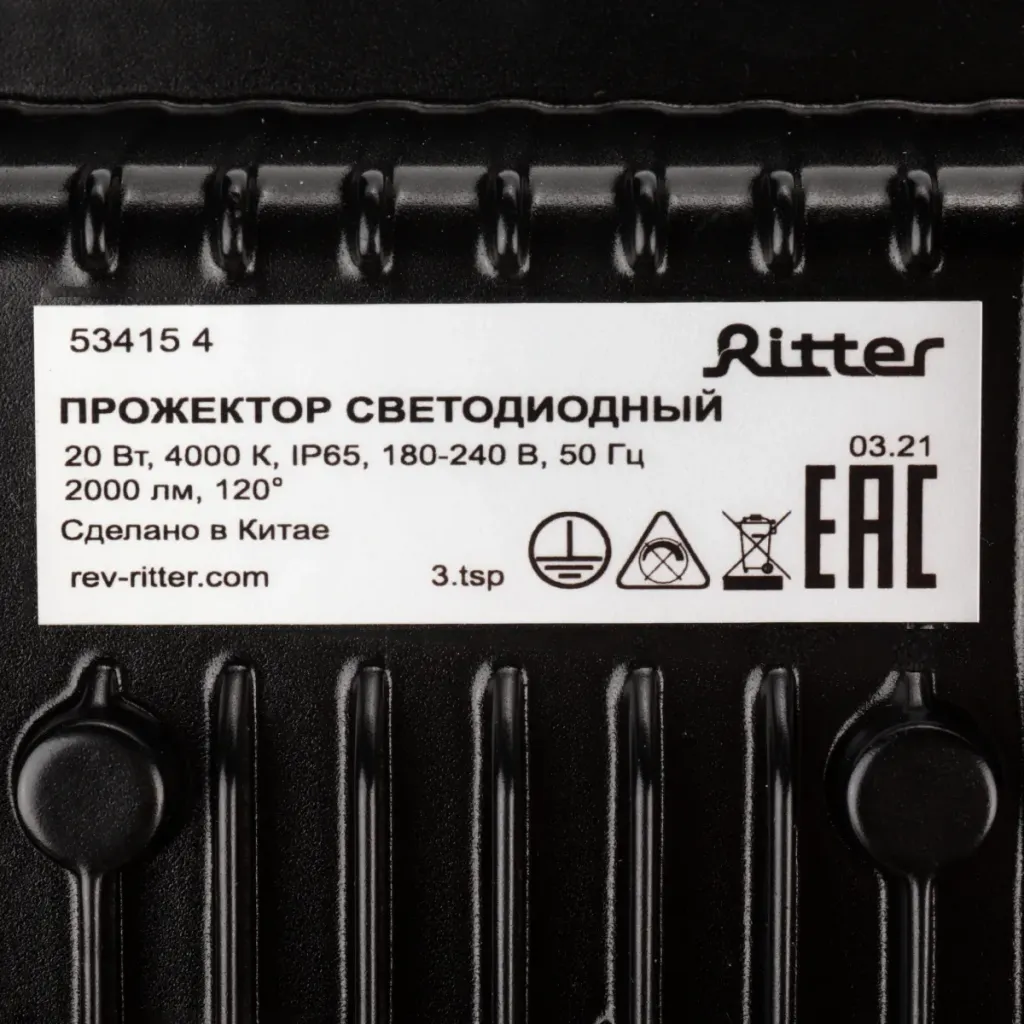 53415 4
Ritter
ПРОЖЕКТОР СВЕТОДИОДНЫЙ
20 Вт, 4000 К, IP65, 180-240 В, 50 Гц
03.21
2000 лм, 120°
Сделано в Китае
EAC
rev-ritter.com
3.tsp